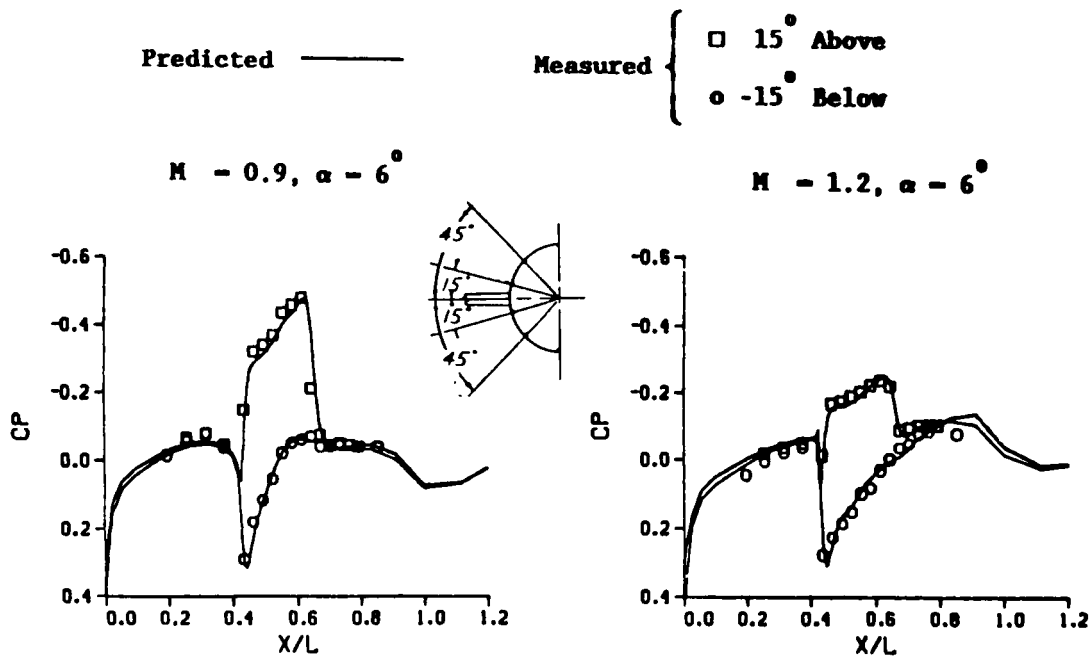 Predicted
Measured
15° Above
-15° Below
M = 0.9, α = 6°
M = 1.2, α = 6°
-0.6
-0.4
-0.2
0.0
0.2
0.4
CP
0.0 0.2 0.4 0.6 0.8 1.0 1.2
X/L
45°
15°
15°
45°
-0.6
-0.4
-0.2
0.0
0.2
0.4
CP
0.0 0.2 0.4 0.6 0.8 1.0 1.2
X/L